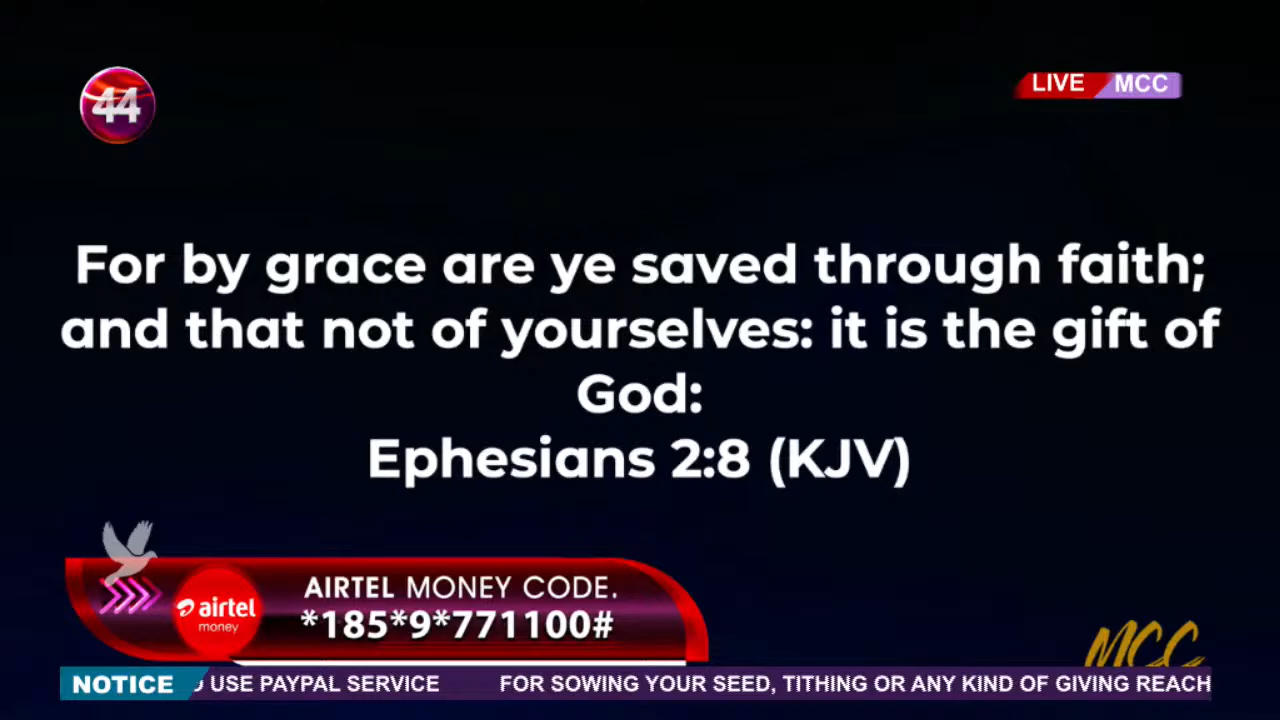 44
LIVE MCC
For by grace are ye saved through faith;
and that not of yourselves: it is the gift of
God:
Ephesians 2:8 (KJV)
AIRTEL MONEY CODE.
airtel
money
*185*9*771100#
MCC
NOTICE USE PAYPAL SERVICE FOR SOWING YOUR SEED, TITHING OR ANY KIND OF GIVING REACH